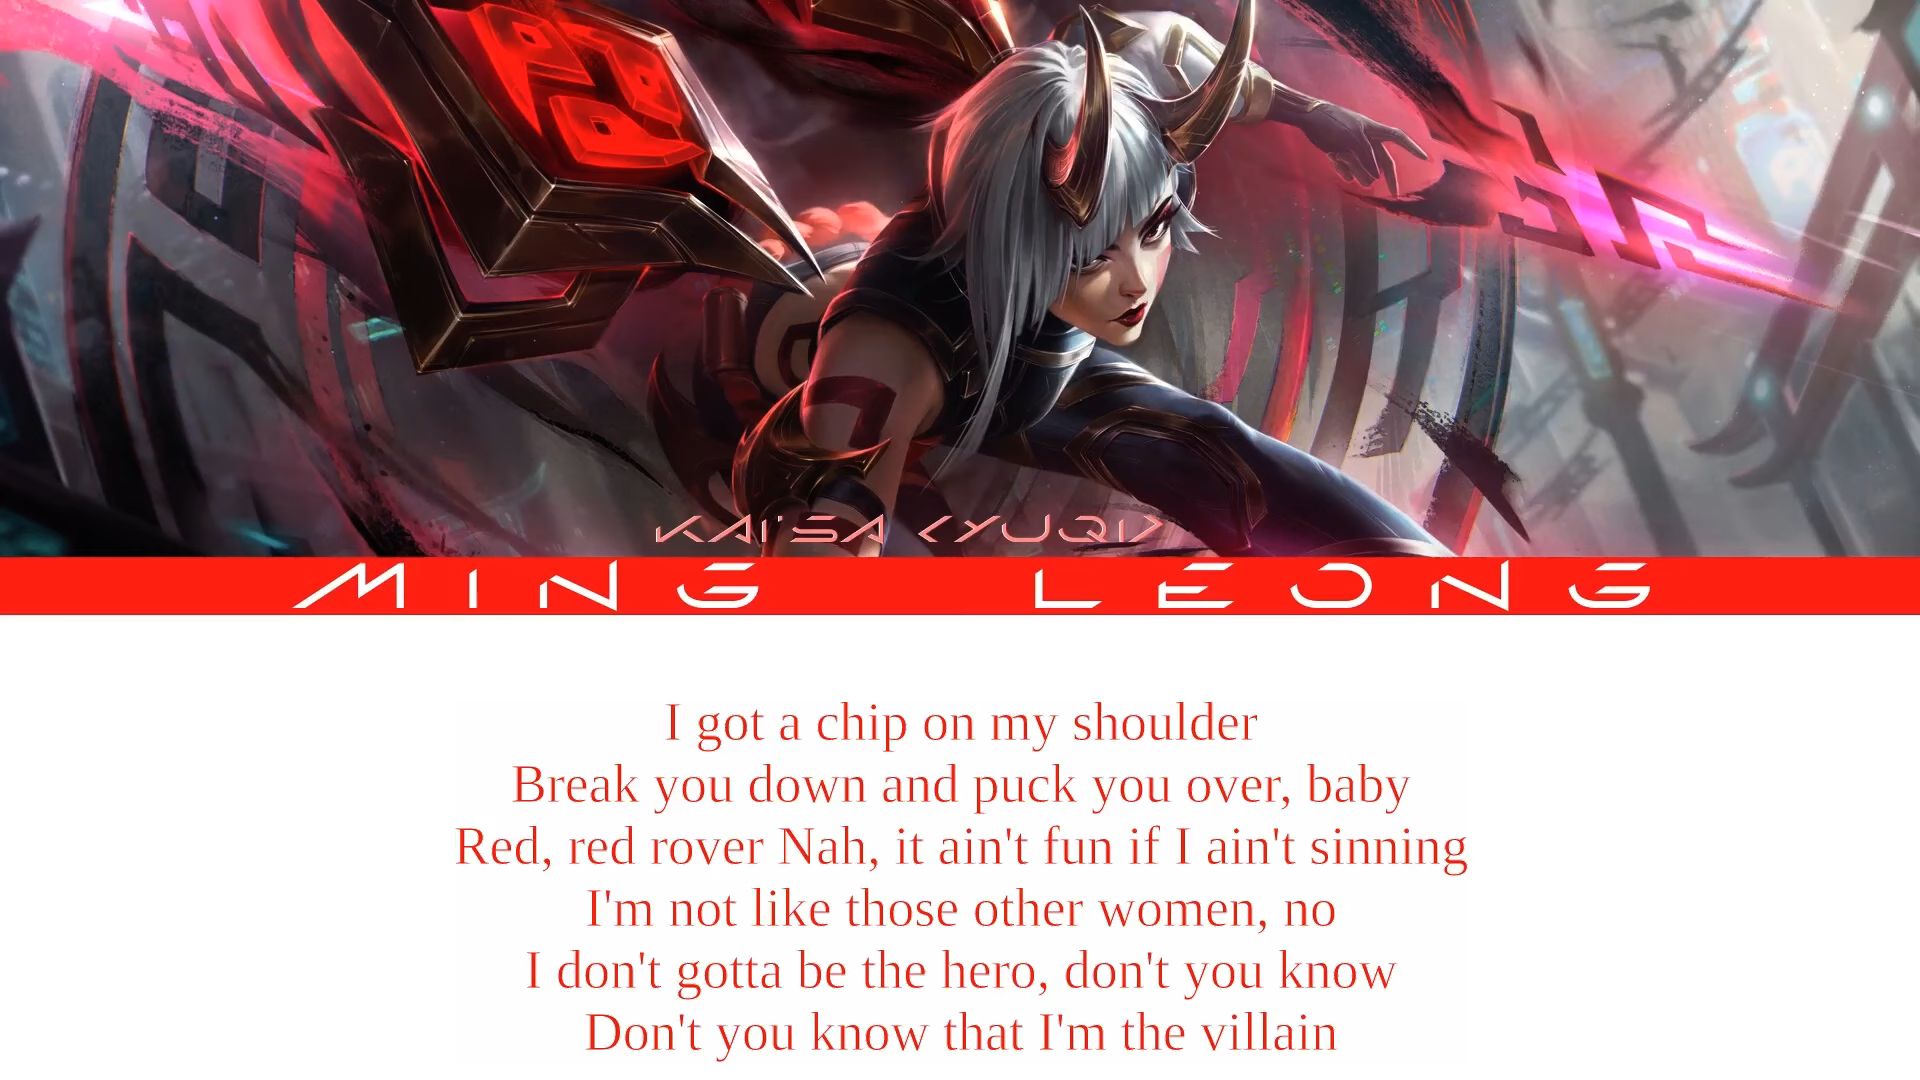 KAI'SA <YUQI>
MING LEONG
I got a chip on my shoulder
Break you down and puck you over, baby
Red, red rover Nah, it ain't fun if I ain't sinning
I'm not like those other women, no
I don't gotta be the hero, don't you know
Don't you know that I'm the villain